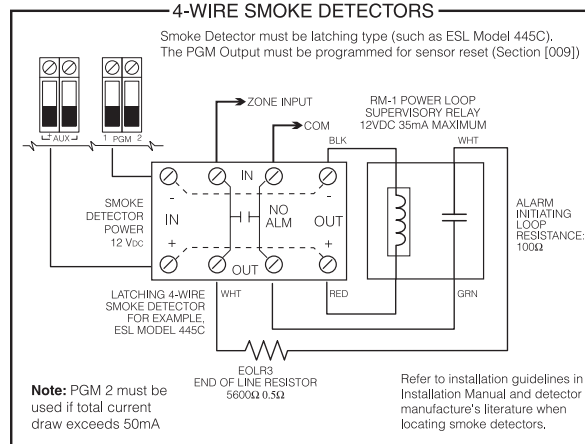 4-WIRE SMOKE DETECTORS
Smoke Detector must be latching type (such as ESL Model 445C).
The PGM Output must be programmed for sensor reset (Section [009])
+ AUX -
1 PGM 2
ZONE INPUT
COM
RM-1 POWER LOOP
SUPERVISORY RELAY
12VDC 35mA MAXIMUM
BLK
WHT
SMOKE
DETECTOR
POWER
12 VDC
- IN -
IN
NO
ALM
OUT
+ +
OUT
ALARM
INITIATING
LOOP
RESISTANCE:
100Ω
LATCHING 4-WIRE
SMOKE DETECTOR
FOR EXAMPLE,
ESL MODEL 445C
WHT
RED
GRN
EOLR3
END OF LINE RESISTOR
5600Ω 0.5Ω
Note: PGM 2 must be
used if total current
draw exceeds 50mA
Refer to installation guidelines in
Installation Manual and detector
manufacture's literature when
locating smoke detectors.